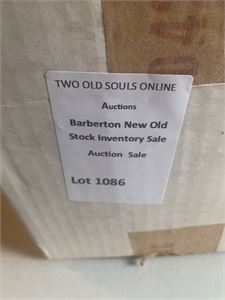 TWO OLD SOULS ONLINE
Auctions
Barberton New Old
Stock Inventory Sale
Auction Sale
Lot 1086